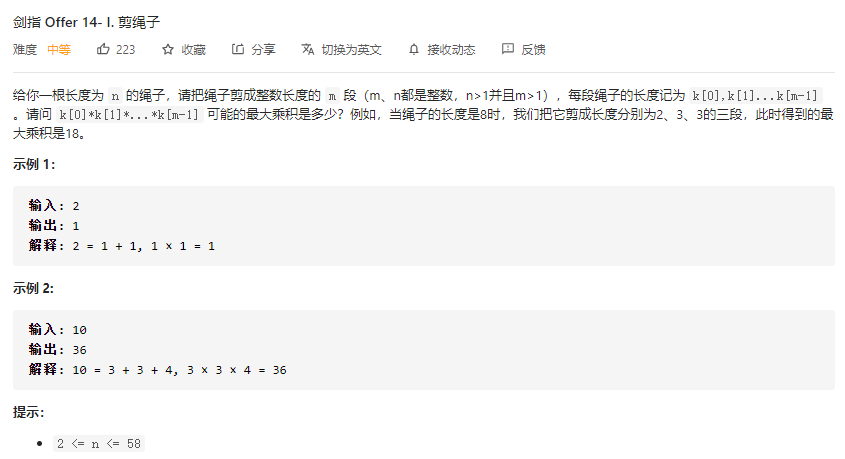 剑指 Offer 14- I. 剪绳子
难度 中等 223 收藏 分享 切换为英文 接收动态 反馈
给你一根长度为 n 的绳子，请把绳子剪成整数长度的 m 段（m、n都是整数，n>1并且m>1），每段绳子的长度记为 k[0],k[1]...k[m-1]
。请问 k[0]*k[1]*...*k[m-1] 可能的最大乘积是多少？例如，当绳子的长度是8时，我们把它剪成长度分别为2、3、3的三段，此时得到的最
大乘积是18。
示例 1：
输入: 2
输出: 1
解释: 2 = 1 + 1, 1 × 1 = 1
示例 2:
输入: 10
输出: 36
解释: 10 = 3 + 3 + 4, 3 × 3 × 4 = 36
提示：
2 <= n <= 58